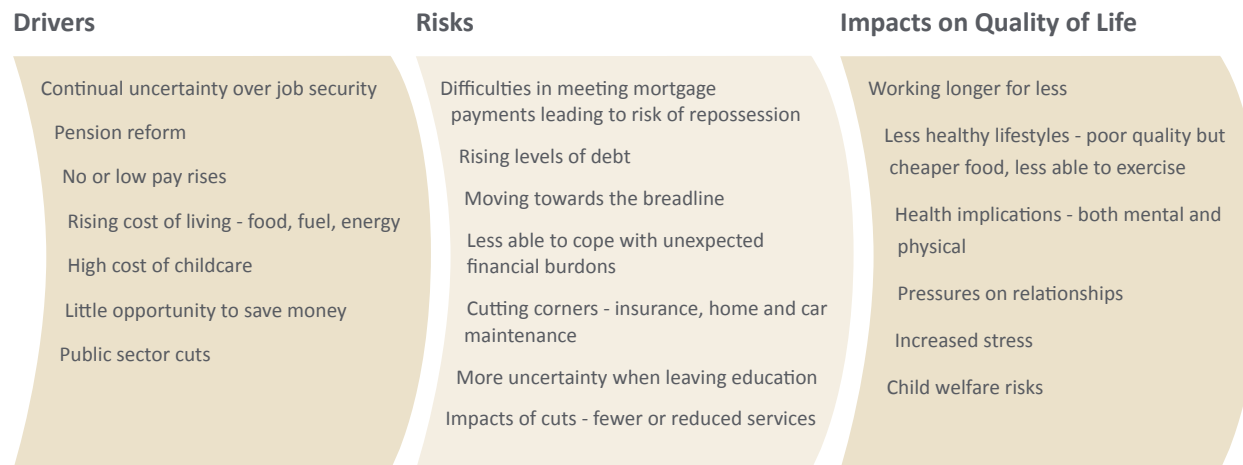 Drivers
Continual uncertainty over job security
Pension reform
No or low pay rises
Rising cost of living - food, fuel, energy
High cost of childcare
Little opportunity to save money
Public sector cuts
Risks
Difficulties in meeting mortgage
payments leading to risk of repossession
Rising levels of debt
Moving towards the breadline
Less able to cope with unexpected
financial burdons
Cutting corners - insurance, home and car
maintenance
More uncertainty when leaving education
Impacts of cuts - fewer or reduced services
Impacts on Quality of Life
Working longer for less
Less healthy lifestyles - poor quality but
cheaper food, less able to exercise
Health implications - both mental and
physical
Pressures on relationships
Increased stress
Child welfare risks